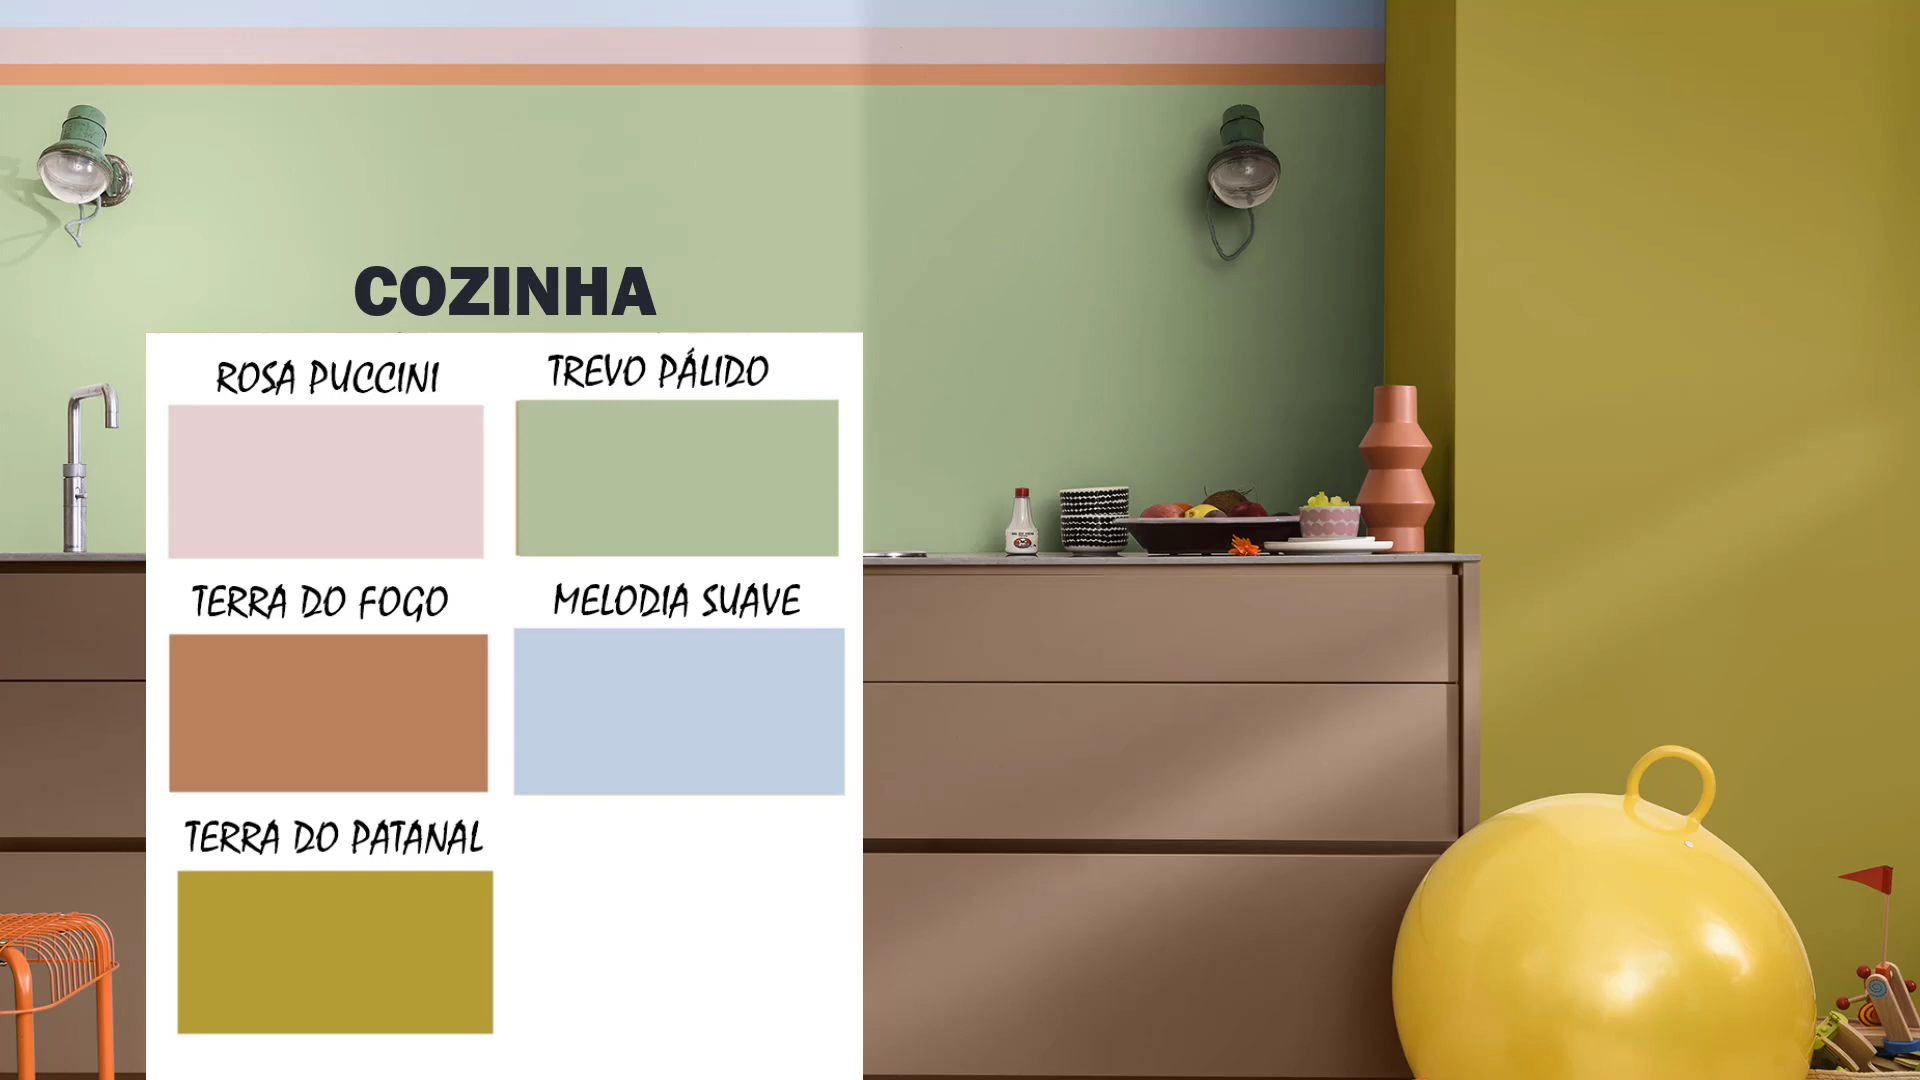 COZINHA
ROSA PUCCINI
TREVO PÁLIDO
TERRA DO FOGO
MELODIA SUAVE
TERRA DO PATANAL